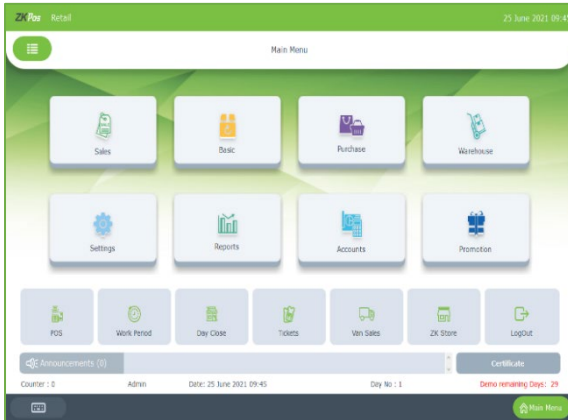 ZKPos Retail 25 June 2021 09:45
Main Menu
Sales Basic Purchase Warehouse
Settings Reports Accounts Promotion
POS Work Period Day Close Tickets Van Sales ZK Store LogOut
Announcements (0) Certificate
Counter : 0 Admin Date: 25 June 2021 09:45 Day No : 1 Demo remaining Days: 29
Main Menu